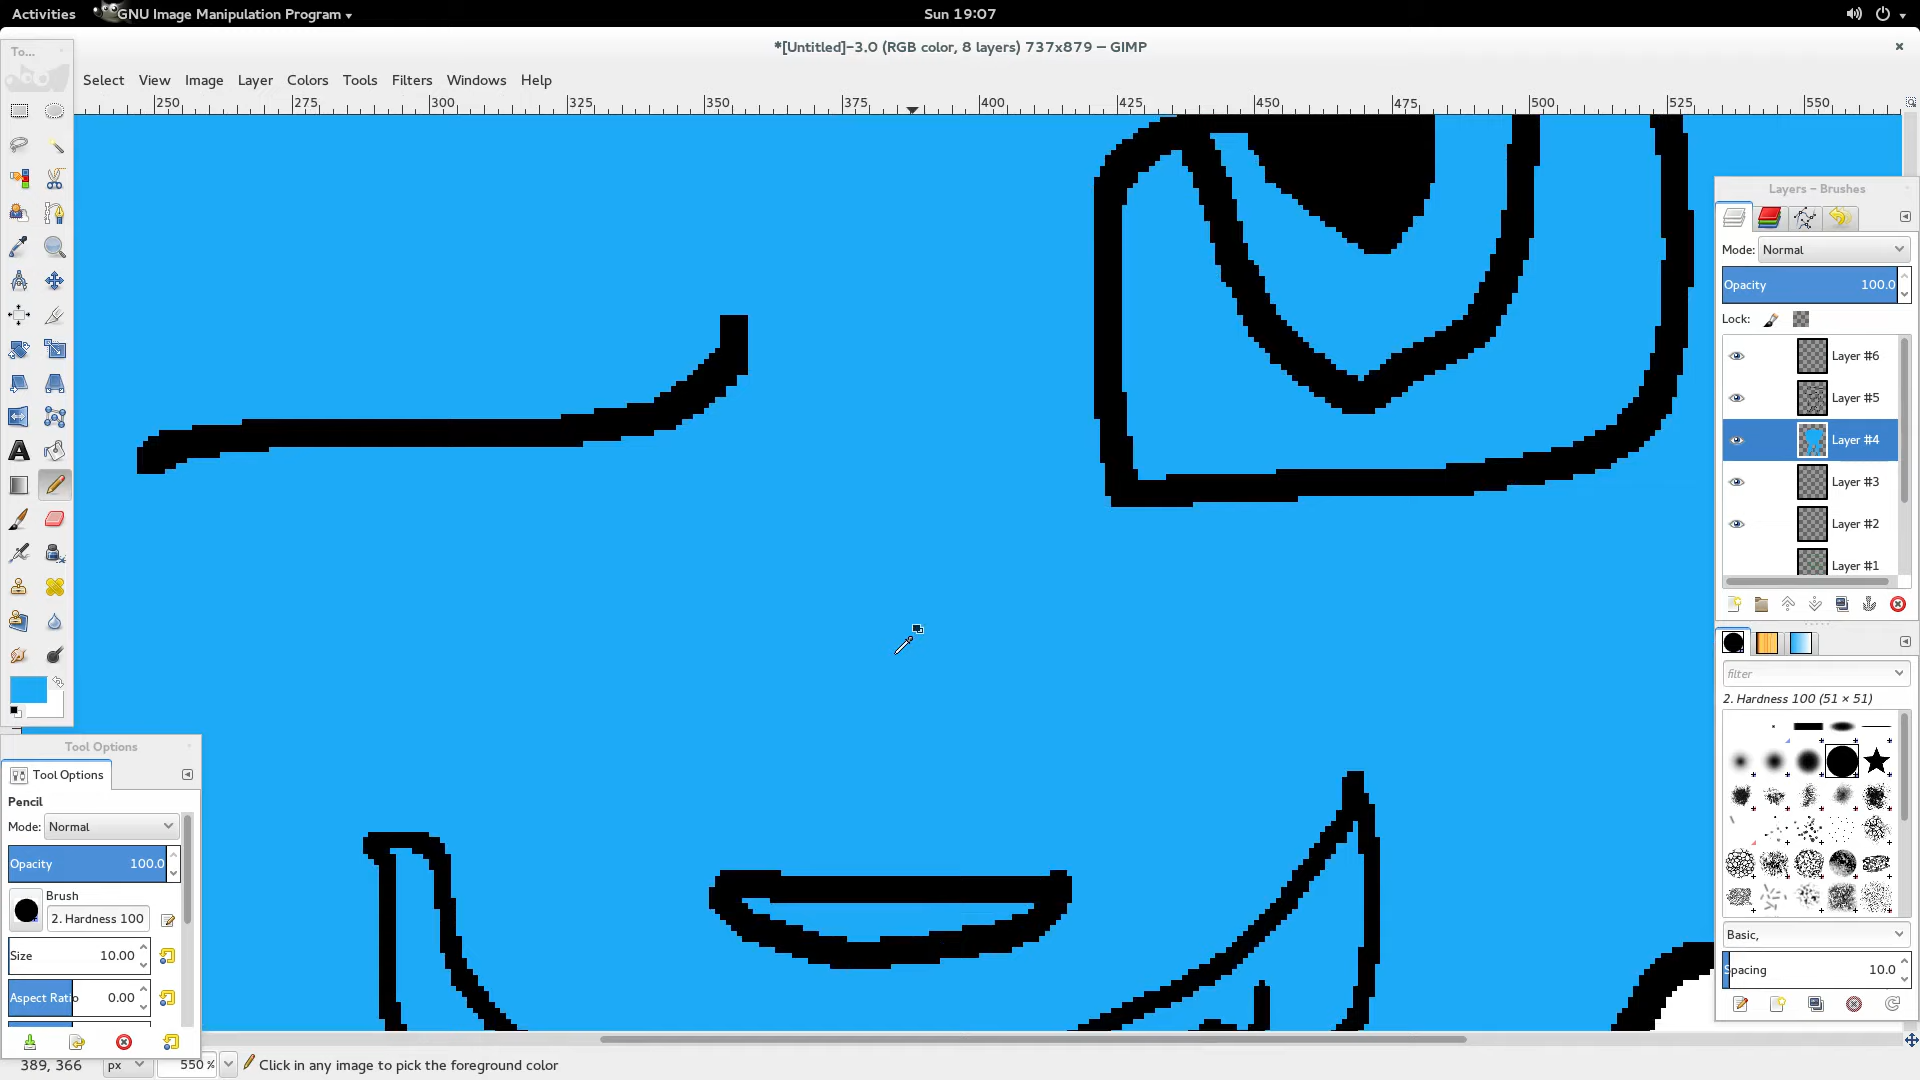 Activities GNU Image Manipulation Program Sun 19:07
*[Untitled]-3.0 (RGB color, 8 layers) 737x879 – GIMP
To...
Select View Image Layer Colors Tools Filters Windows Help
250 275 300 325 350 375 400 425 450 475 500 525 550
Layers – Brushes
Mode: Normal
Opacity 100.0
Lock:
Layer #6
Layer #5
Layer #4
Layer #3
Layer #2
Layer #1
filter
2. Hardness 100 (51 × 51)
Basic,
Spacing 10.0
Tool Options
Tool Options
Pencil
Mode: Normal
Opacity 100.0
Brush
2. Hardness 100
Size 10.00
Aspect Ratio 0.00
389, 366 px 550 % Click in any image to pick the foreground color